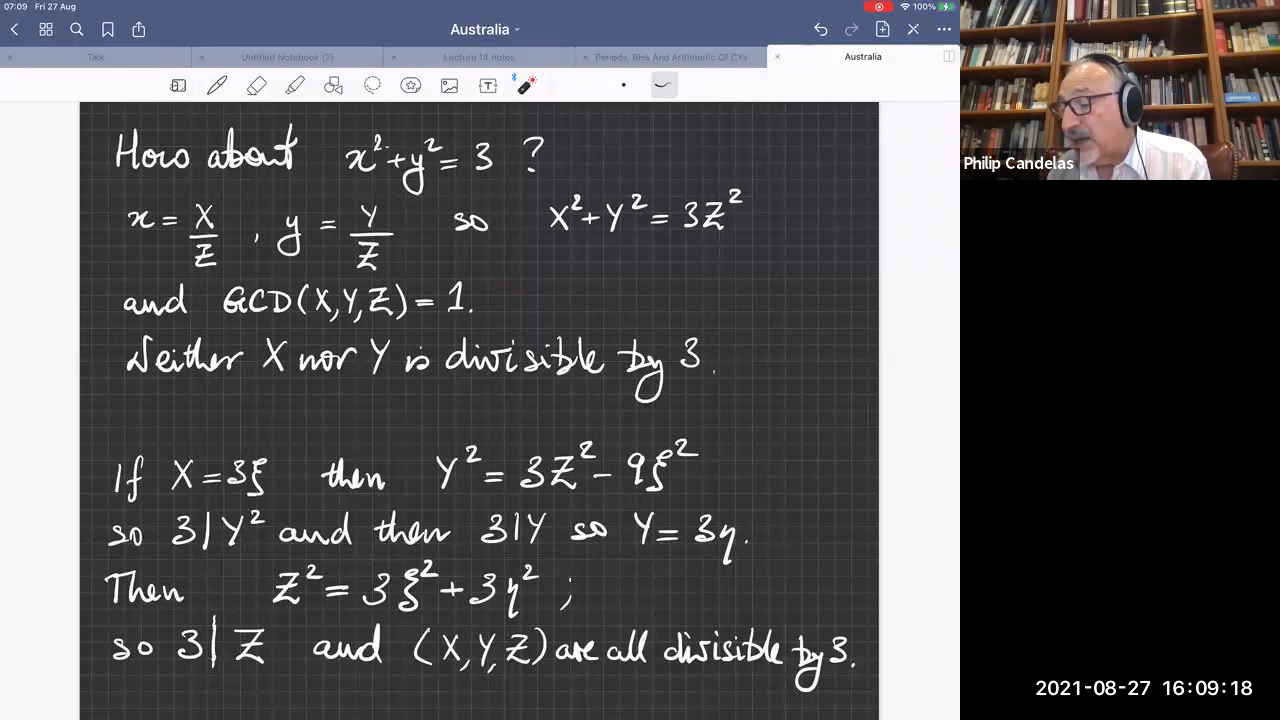 07:09 Fri 27 Aug
100%
Australia
Talk
Untitled Notebook (7)
Lecture 14 notes
Periods, BHs and Arithmetic Of CYs
Australia
How about x²+y² = 3 ?
x = X/Z , y = Y/Z so X²+Y² = 3Z²
and GCD(X,Y,Z) = 1.
Neither X nor Y is divisible by 3.
If X = 3ξ then Y² = 3Z² − 9ξ²
so 3|Y² and then 3|Y so Y = 3η.
Then Z² = 3ξ² + 3η² ;
so 3|Z and (X,Y,Z) are all divisible by 3.
Philip Candelas
2021-08-27 16:09:18